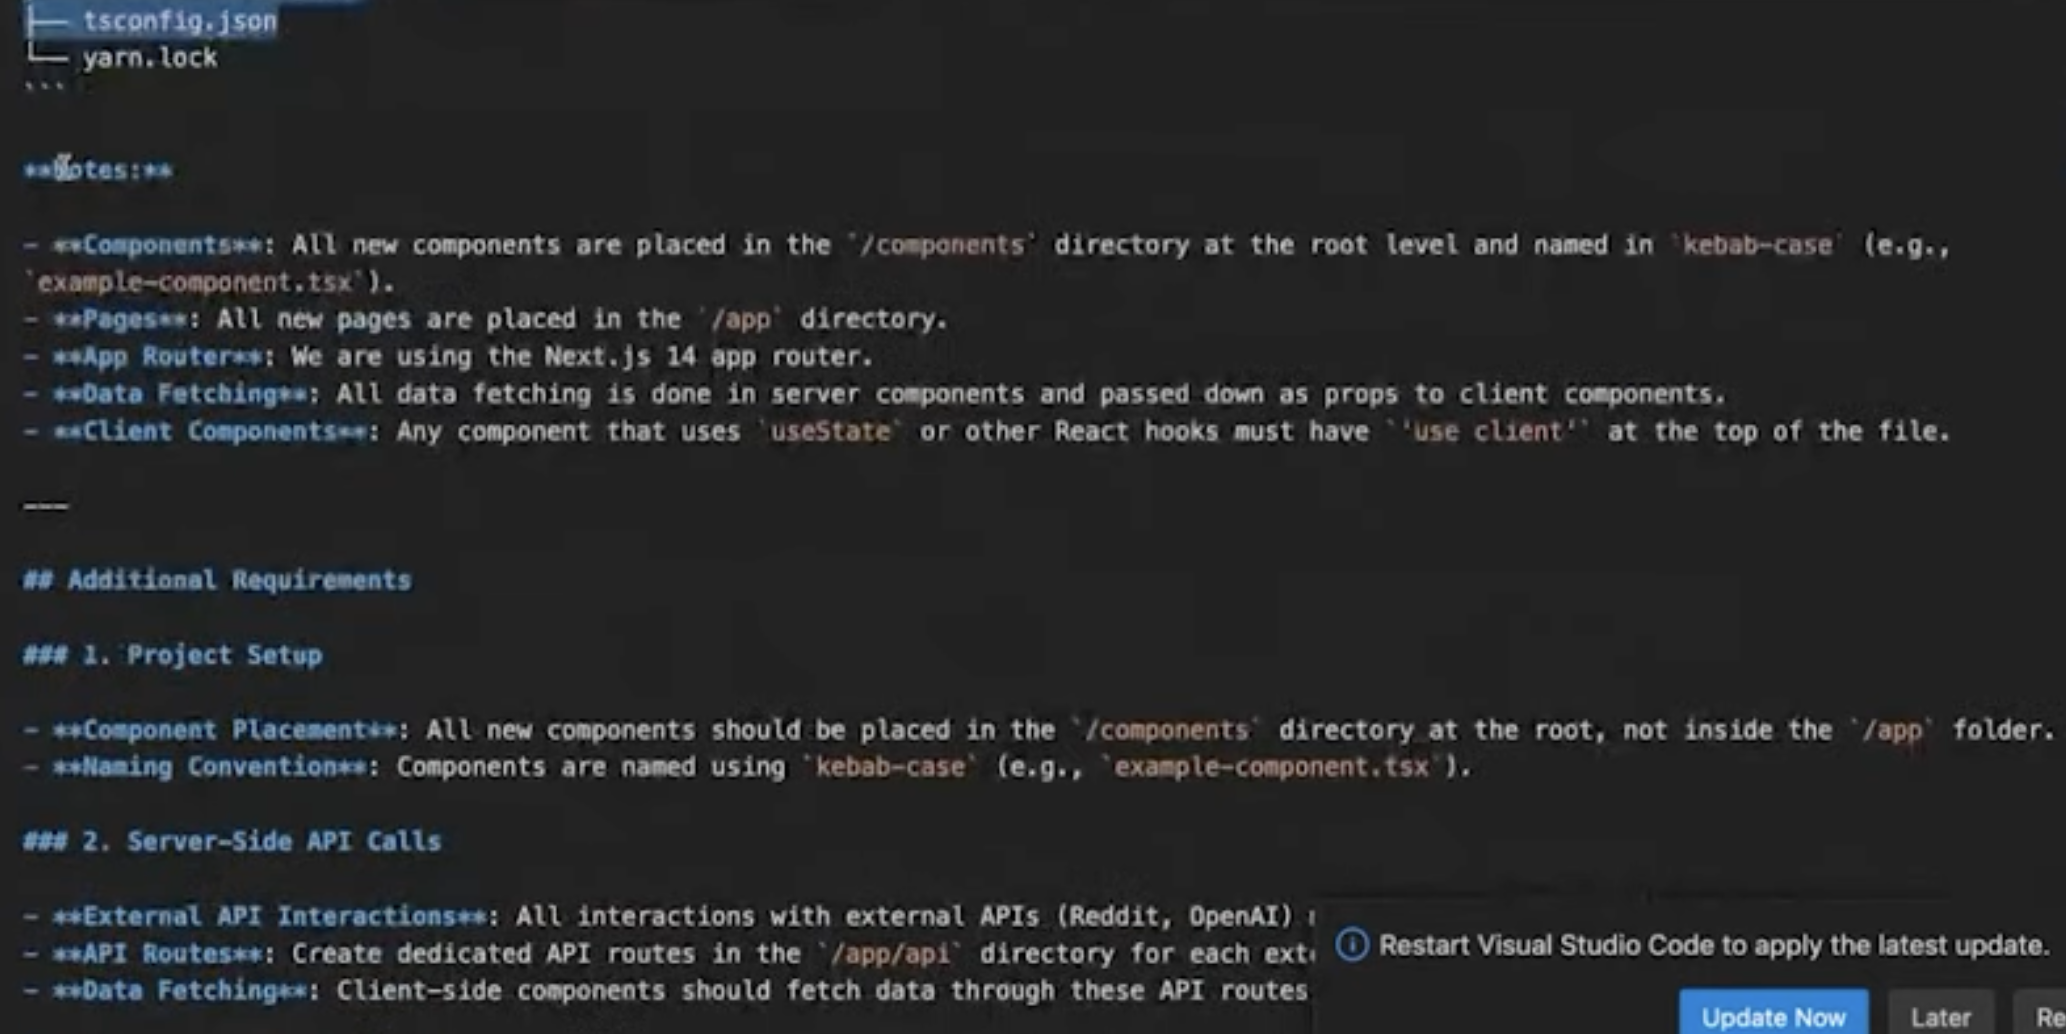 ├── tsconfig.json
└── yarn.lock
```
**Notes:**
- **Components**: All new components are placed in the `/components` directory at the root level and named in `kebab-case` (e.g.,
`example-component.tsx`).
- **Pages**: All new pages are placed in the `/app` directory.
- **App Router**: We are using the Next.js 14 app router.
- **Data Fetching**: All data fetching is done in server components and passed down as props to client components.
- **Client Components**: Any component that uses `useState` or other React hooks must have `'use client'` at the top of the file.
---
## Additional Requirements
### 1. Project Setup
- **Component Placement**: All new components should be placed in the `/components` directory at the root, not inside the `/app` folder.
- **Naming Convention**: Components are named using `kebab-case` (e.g., `example-component.tsx`).
### 2. Server-Side API Calls
- **External API Interactions**: All interactions with external APIs (Reddit, OpenAI)
- **API Routes**: Create dedicated API routes in the `/app/api` directory for each
- **Data Fetching**: Client-side components should fetch data through these API routes
Restart Visual Studio Code to apply the latest update.
Update Now Later Re